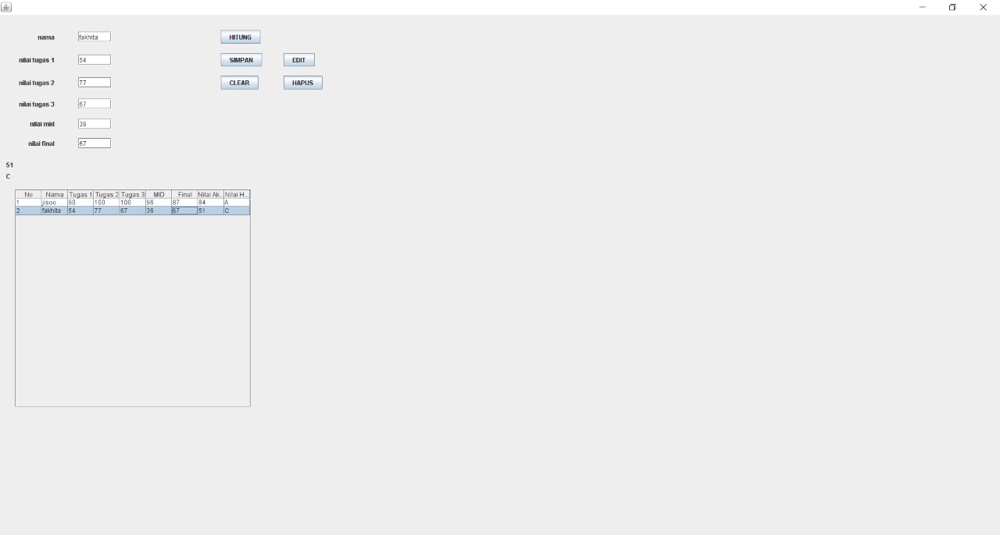 nama fakhita HITUNG
nilai tugas 1 54 SIMPAN EDIT
nilai tugas 2 77 CLEAR HAPUS
nilai tugas 3 67
nilai mid 36
nilai final 67
51
C
No Nama Tugas 1 Tugas 2 Tugas 3 MID Final Nilai Ak... Nilai H...
1 jisoo 90 100 100 96 87 84 A
2 fakhita 54 77 67 36 67 51 C